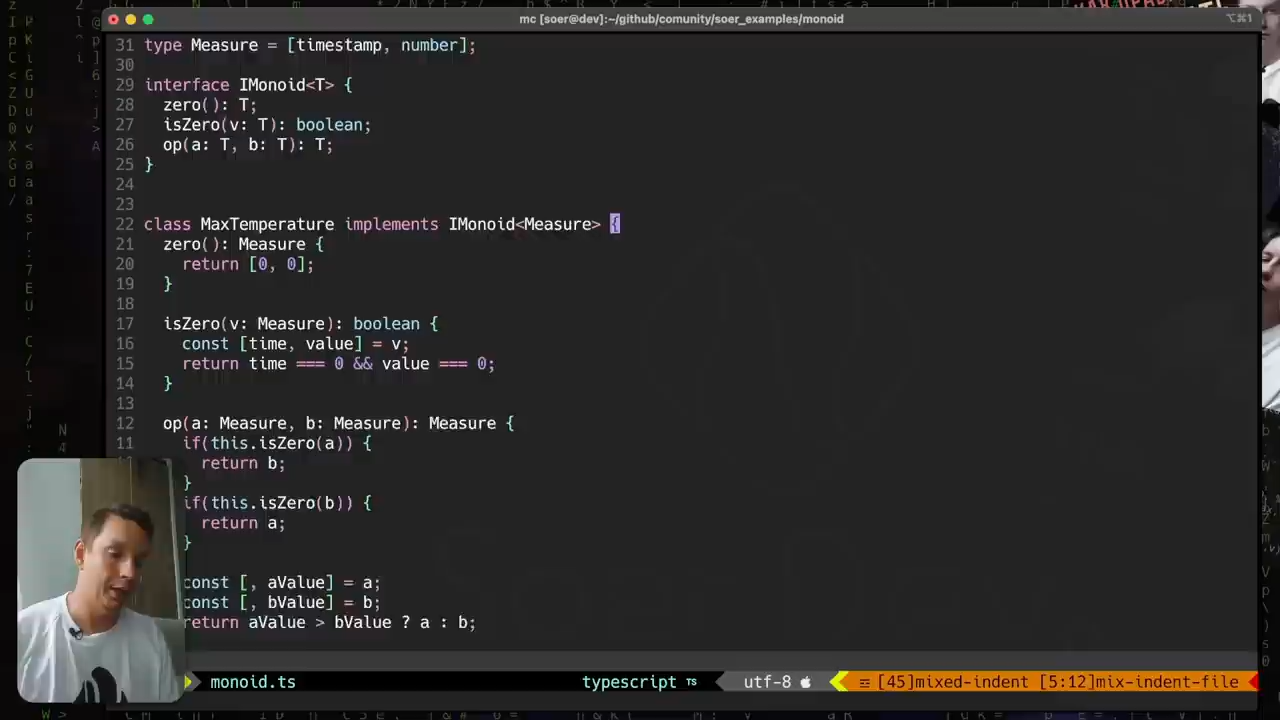 mc [soer@dev]:~/github/comunity/soer_examples/monoid
⌥⌘1
31 type Measure = [timestamp, number];
30
29 interface IMonoid<T> {
28   zero(): T;
27   isZero(v: T): boolean;
26   op(a: T, b: T): T;
25 }
24
23
22 class MaxTemperature implements IMonoid<Measure> {
21   zero(): Measure {
20     return [0, 0];
19   }
18
17   isZero(v: Measure): boolean {
16     const [time, value] = v;
15     return time === 0 && value === 0;
14   }
13
12   op(a: Measure, b: Measure): Measure {
11     if(this.isZero(a)) {
      return b;
    }
    if(this.isZero(b)) {
      return a;
    }
    const [, aValue] = a;
    const [, bValue] = b;
    return aValue > bValue ? a : b;
monoid.ts
typescript TS
utf-8
[45]mixed-indent [5:12]mix-indent-file